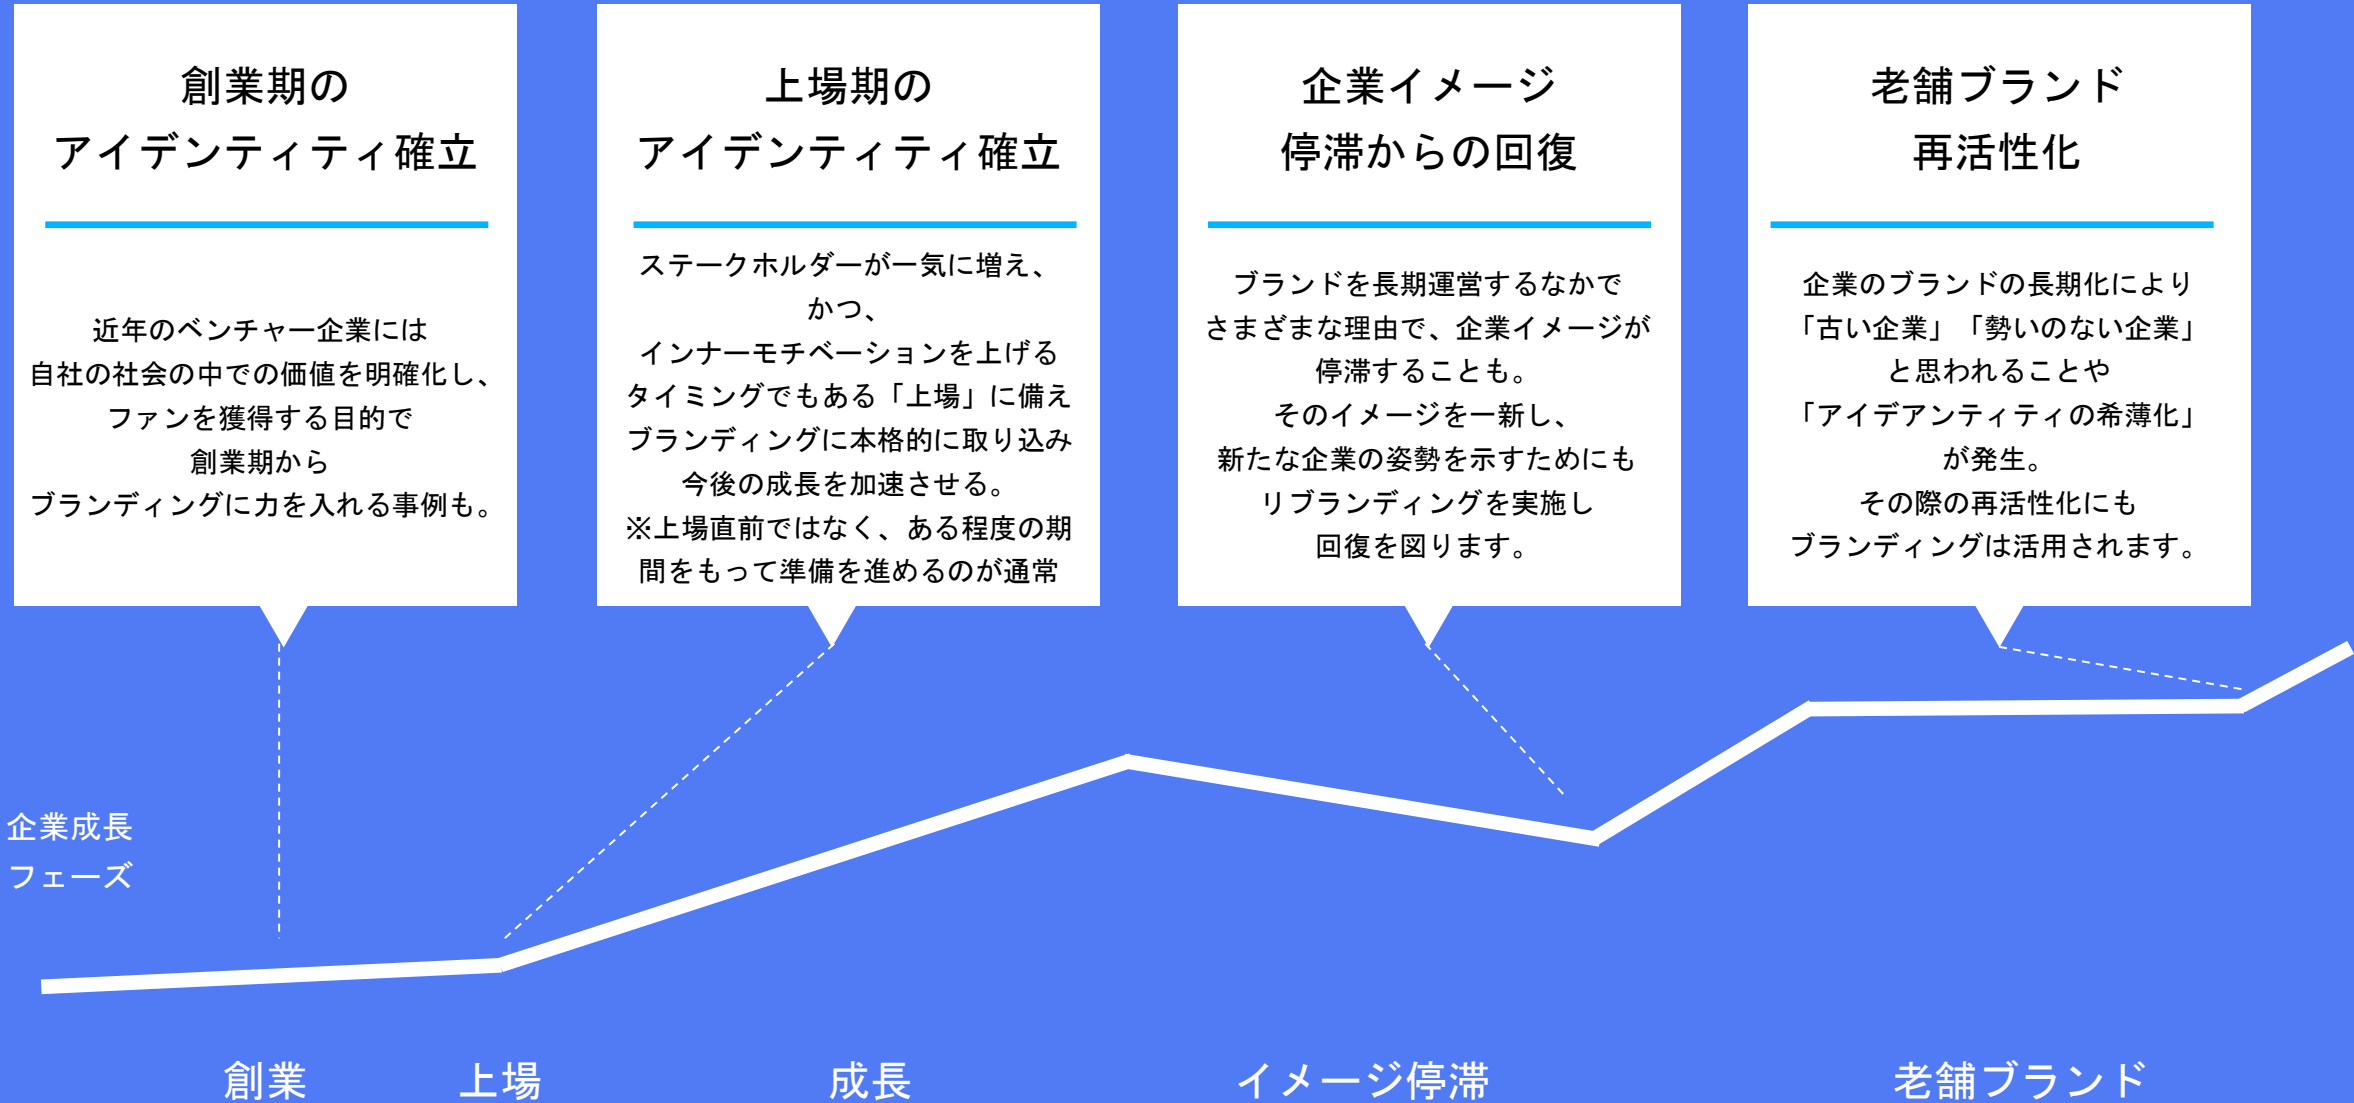 創業期の
アイデンティティ確立
近年のベンチャー企業には
自社の社会の中での価値を明確化し、
ファンを獲得する目的で
創業期から
ブランディングに力を入れる事例も。
上場期の
アイデンティティ確立
ステークホルダーが一気に増え、
かつ、
インナーモチベーションを上げる
タイミングでもある「上場」に備え
ブランディングに本格的に取り込み
今後の成長を加速させる。
※上場直前ではなく、ある程度の期
間をもって準備を進めるのが通常
企業イメージ
停滞からの回復
ブランドを長期運営するなかで
さまざまな理由で、企業イメージが
停滞することも。
そのイメージを一新し、
新たな企業の姿勢を示すためにも
リブランディングを実施し
回復を図ります。
老舗ブランド
再活性化
企業のブランドの長期化により
「古い企業」「勢いのない企業」
と思われることや
「アイデアンティティの希薄化」
が発生。
その際の再活性化にも
ブランディングは活用されます。
企業成長
フェーズ
創業
上場
成長
イメージ停滞
老舗ブランド